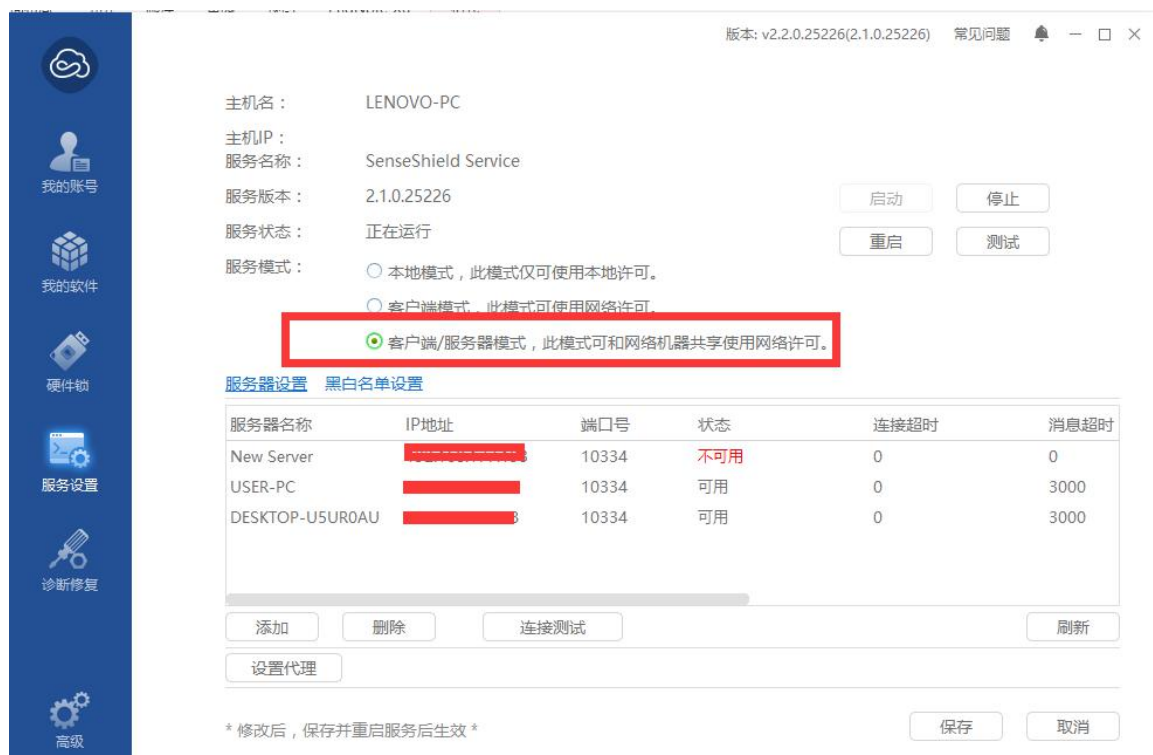 版本: v2.2.0.25226(2.1.0.25226) 常见问题
主机名： LENOVO-PC
主机IP：
服务名称： SenseShield Service
服务版本： 2.1.0.25226
启动 停止
服务状态： 正在运行
重启 测试
服务模式： 本地模式，此模式仅可使用本地许可。
客户端模式，此模式可使用网络许可。
客户端/服务器模式，此模式可和网络机器共享使用网络许可。
服务器设置 黑白名单设置
服务器名称 IP地址 端口号 状态 连接超时 消息超时
New Server 10334 不可用 0 0
USER-PC 10334 可用 0 3000
DESKTOP-U5UR0AU 10334 可用 0 3000
添加 删除 连接测试 刷新
设置代理
* 修改后，保存并重启服务后生效 *
保存 取消
我的账号
我的软件
硬件锁
服务设置
诊断修复
高级